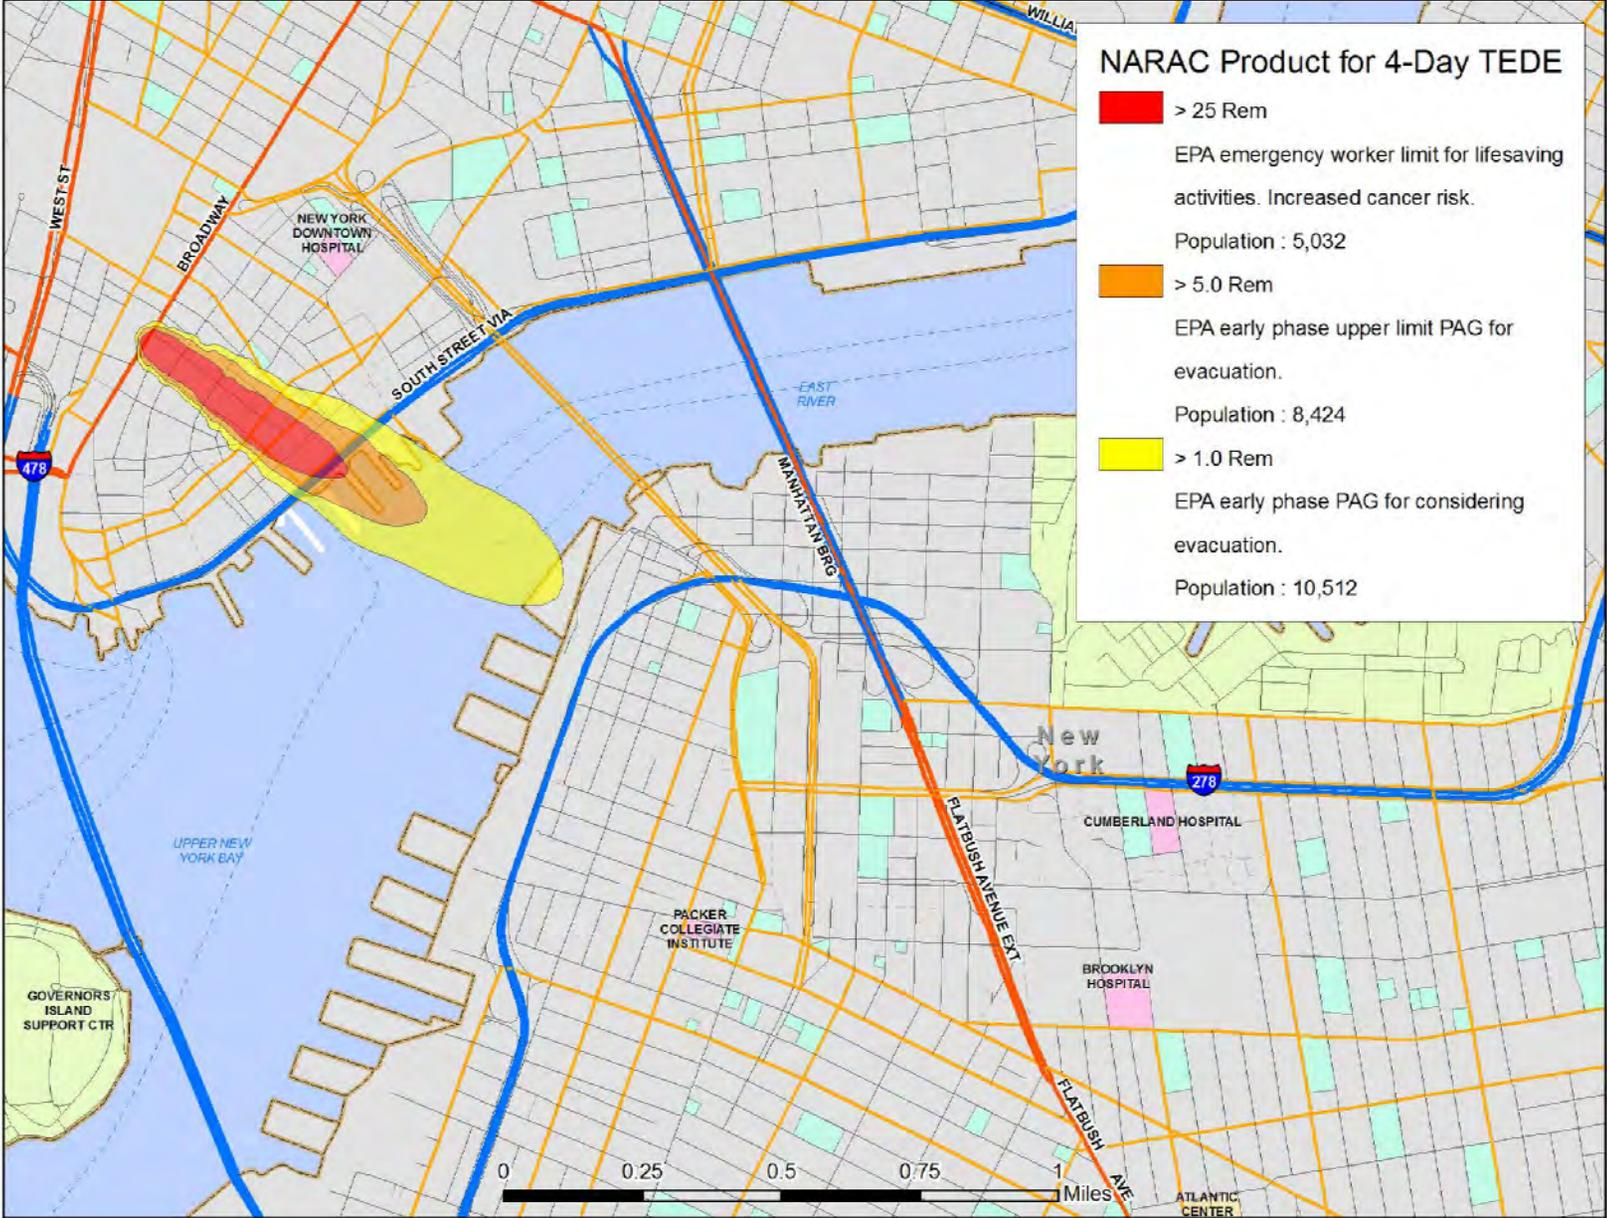 WILLIA
NARAC Product for 4-Day TEDE
> 25 Rem
EPA emergency worker limit for lifesaving
activities. Increased cancer risk.
Population : 5,032
> 5.0 Rem
EPA early phase upper limit PAG for
evacuation.
Population : 8,424
> 1.0 Rem
EPA early phase PAG for considering
evacuation.
Population : 10,512
WEST ST
BROADWAY
NEW YORK
DOWNTOWN
HOSPITAL
SOUTH STREET VIA
EAST
RIVER
478
MANHATTAN BRG
New
York
278
CUMBERLAND HOSPITAL
UPPER NEW
YORK BAY
FLATBUSH AVENUE EXT
PACKER
COLLEGIATE
INSTITUTE
BROOKLYN
HOSPITAL
GOVERNORS
ISLAND
SUPPORT CTR
FLATBUSH AVE
0 0.25 0.5 0.75 1
Miles
ATLANTIC
CENTER